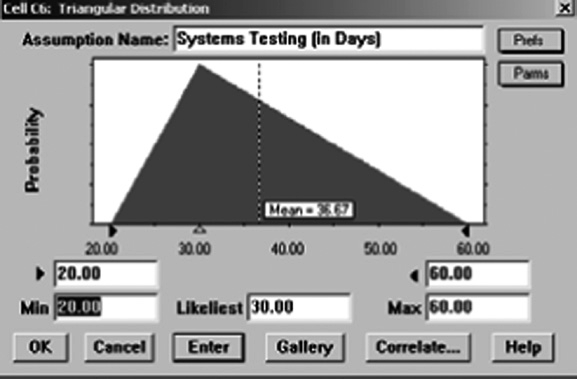 Cell C6: Triangular Distribution
Assumption Name: Systems Testing (in Days)
Prefs
Parms
Probability
Mean = 36.67
20.00 30.00 40.00 50.00 60.00
20.00 60.00
Min 20.00 Likeliest 30.00 Max 60.00
OK Cancel Enter Gallery Correlate... Help